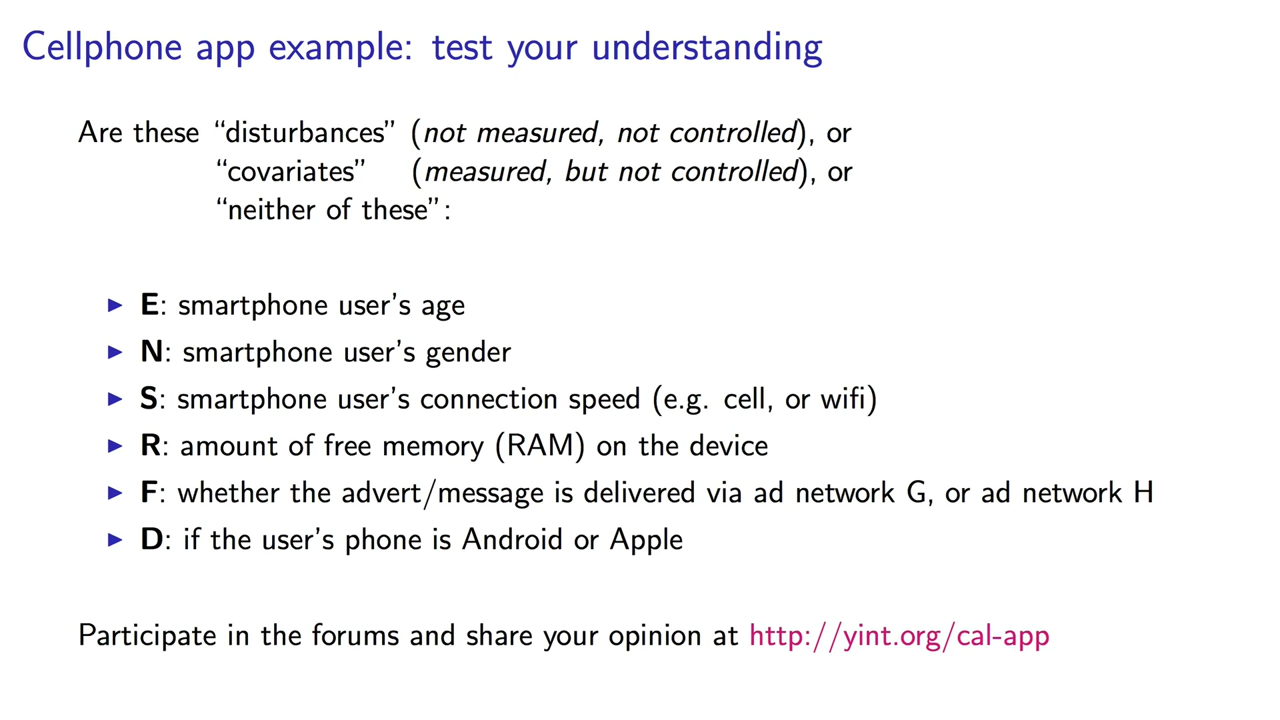 Cellphone app example: test your understanding
Are these “disturbances” (not measured, not controlled), or
“covariates” (measured, but not controlled), or
“neither of these”:
▶ E: smartphone user’s age
▶ N: smartphone user’s gender
▶ S: smartphone user’s connection speed (e.g. cell, or wifi)
▶ R: amount of free memory (RAM) on the device
▶ F: whether the advert/message is delivered via ad network G, or ad network H
▶ D: if the user’s phone is Android or Apple
Participate in the forums and share your opinion at http://yint.org/cal-app